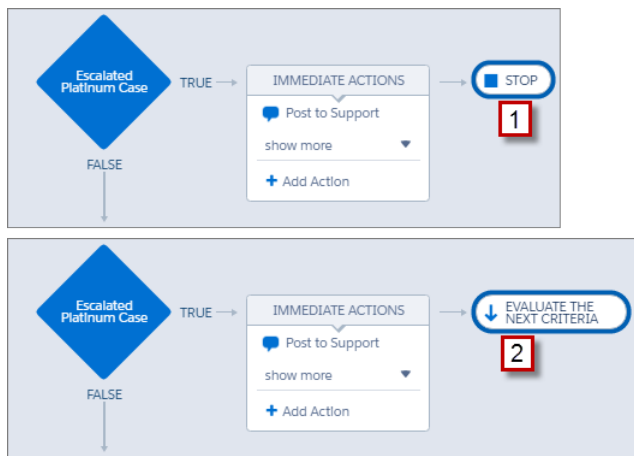 Escalated
Platinum Case
TRUE
IMMEDIATE ACTIONS
STOP
Post to Support
1
show more
Add Action
FALSE
Escalated
Platinum Case
TRUE
IMMEDIATE ACTIONS
EVALUATE THE
NEXT CRITERIA
Post to Support
2
show more
Add Action
FALSE